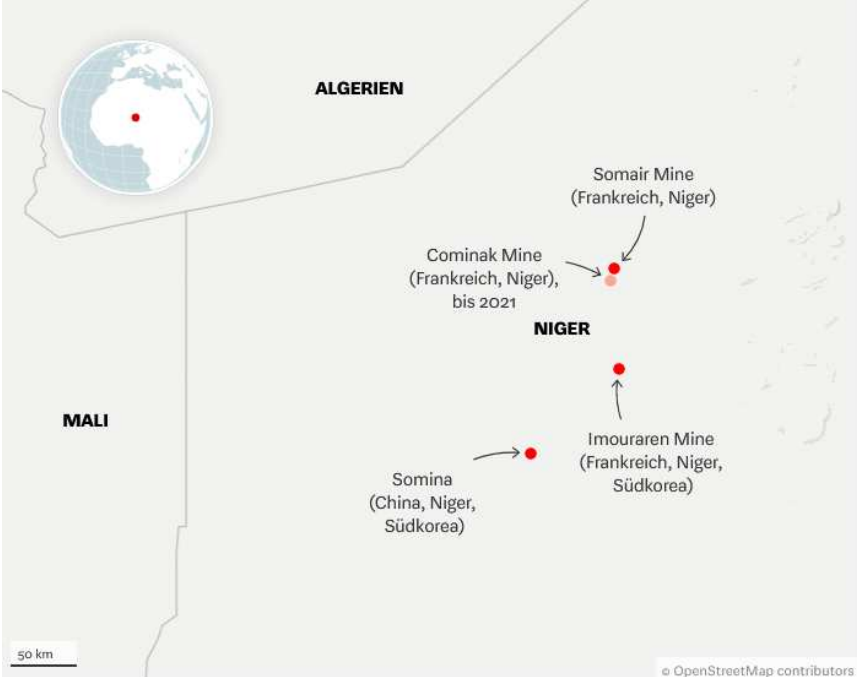 ALGERIEN
Somair Mine
(Frankreich, Niger)
Cominak Mine
(Frankreich, Niger),
bis 2021
NIGER
MALI
Imouraren Mine
(Frankreich, Niger,
Südkorea)
Somina
(China, Niger,
Südkorea)
50 km
© OpenStreetMap contributors